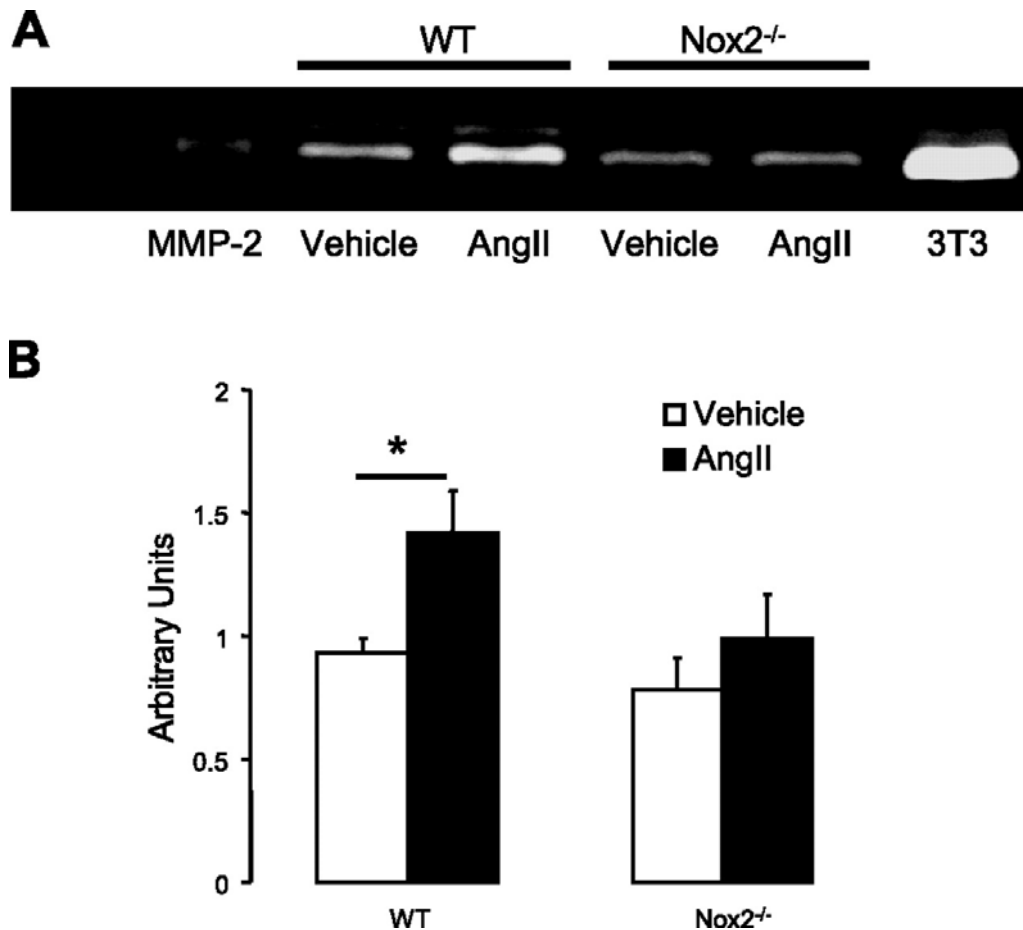 A
WT Nox2-/-
MMP-2 Vehicle AngII Vehicle AngII 3T3
B
2
1.5
1
0.5
0
Arbitrary Units
*
Vehicle
AngII
WT Nox2-/-